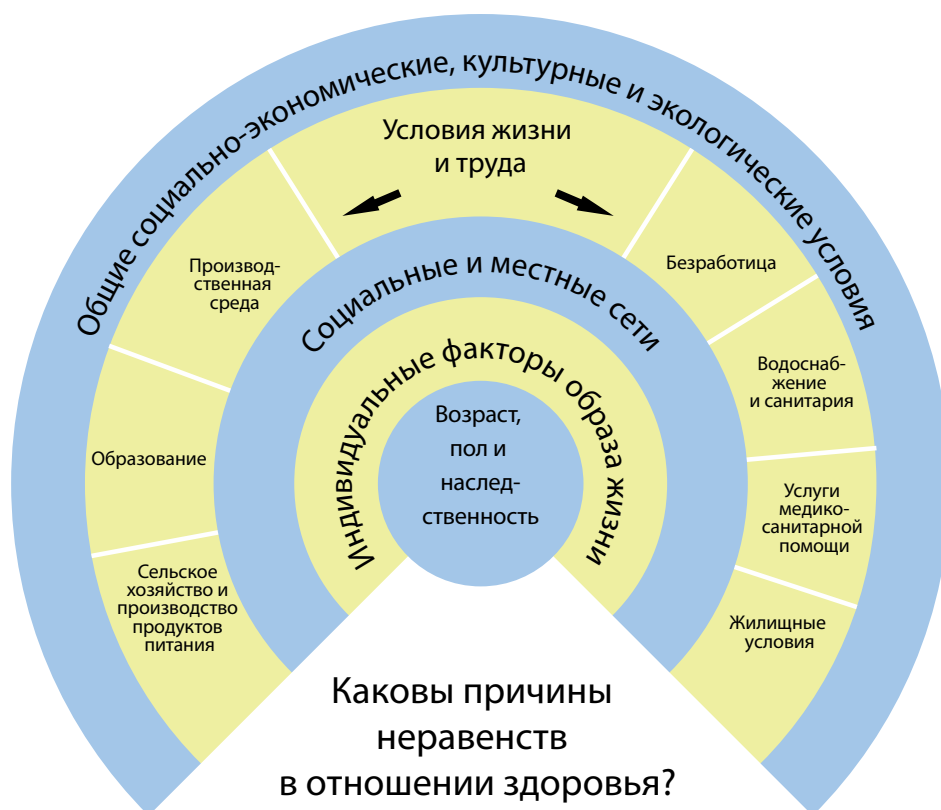 Общие социально-экономические, культурные и экологические условия
Условия жизни
и труда
Производ-
ственная
среда
Безработица
Социальные и местные сети
Водоснаб-
жение
и санитария
Индивидуальные факторы образа жизни
Возраст,
пол и
наслед-
ственность
Образование
Услуги
медико-
санитарной
помощи
Сельское
хозяйство и
производство
продуктов
питания
Жилищные
условия
Каковы причины
неравенств
в отношении здоровья?